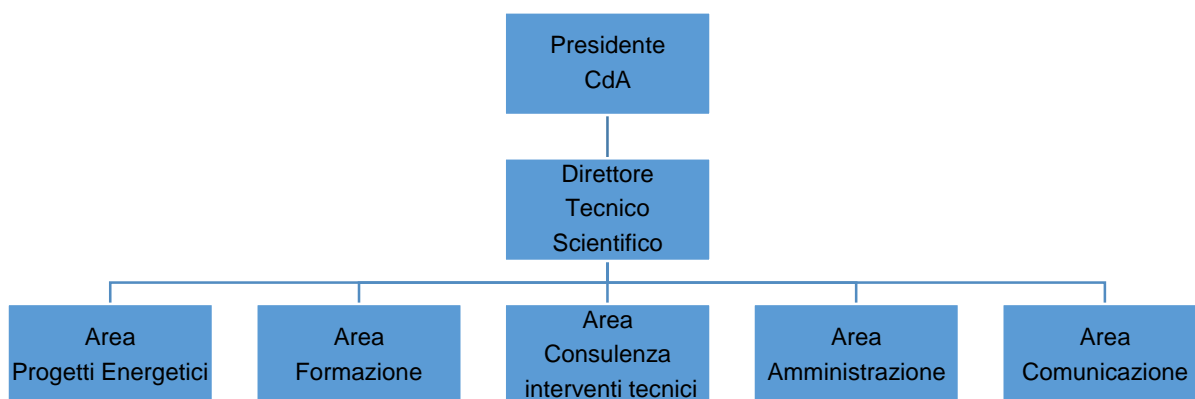 Presidente
CdA
Direttore
Tecnico
Scientifico
Area
Progetti Energetici
Area
Formazione
Area
Consulenza
interventi tecnici
Area
Amministrazione
Area
Comunicazione